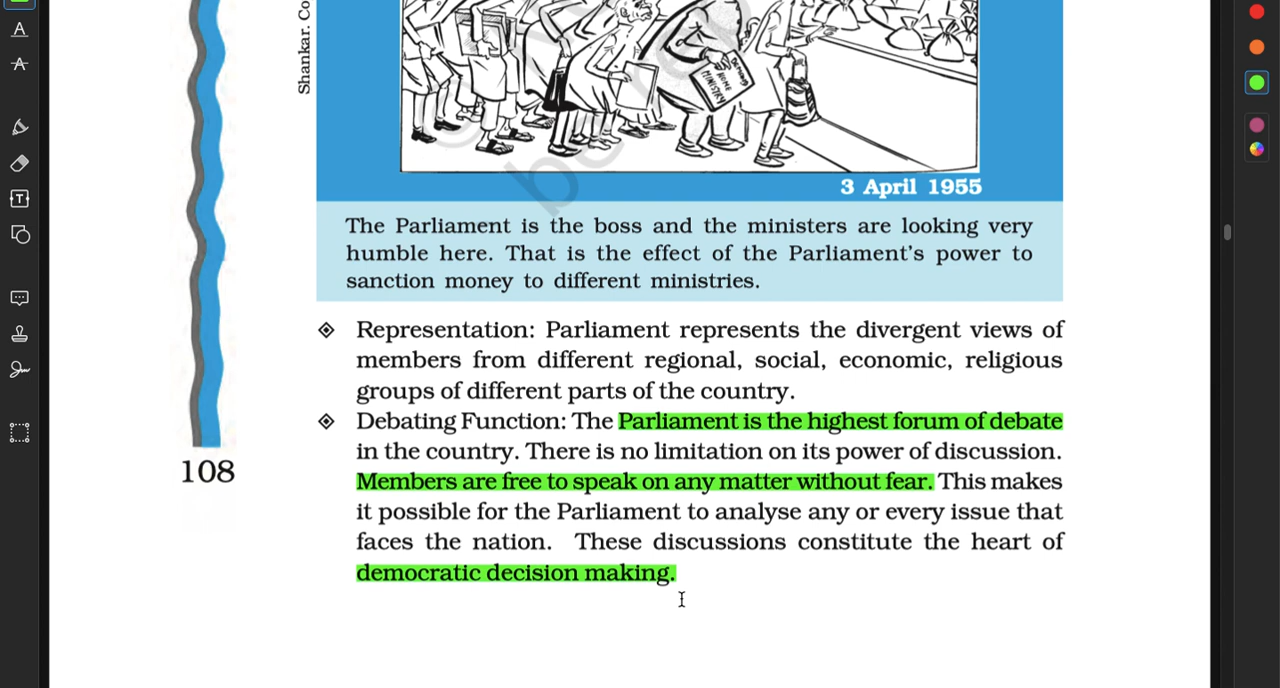 Shankar. Co
DEMAND
HOME
MINISTRY
3 April 1955
The Parliament is the boss and the ministers are looking very
humble here. That is the effect of the Parliament's power to
sanction money to different ministries.
Representation: Parliament represents the divergent views of
members from different regional, social, economic, religious
groups of different parts of the country.
Debating Function: The Parliament is the highest forum of debate
in the country. There is no limitation on its power of discussion.
Members are free to speak on any matter without fear. This makes
it possible for the Parliament to analyse any or every issue that
faces the nation. These discussions constitute the heart of
democratic decision making.
108